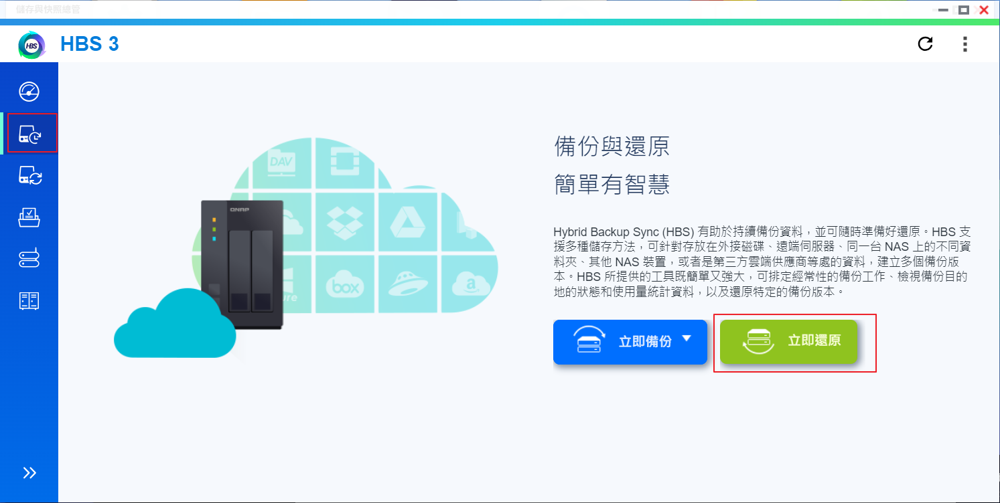 儲存與快照總管
HBS
HBS 3
備份與還原
簡單有智慧
DAV
QNAP
box
a
Hybrid Backup Sync (HBS) 有助於持續備份資料，並可隨時準備好還原。HBS 支
援多種儲存方法，可針對存放在外接磁碟、遠端伺服器、同一台 NAS 上的不同資
料夾、其他 NAS 裝置，或者是第三方雲端供應商等處的資料，建立多個備份版
本。HBS 所提供的工具既簡單又強大，可排定經常性的備份工作、檢視備份目的
地的狀態和使用量統計資料，以及還原特定的備份版本。
立即備份
立即還原